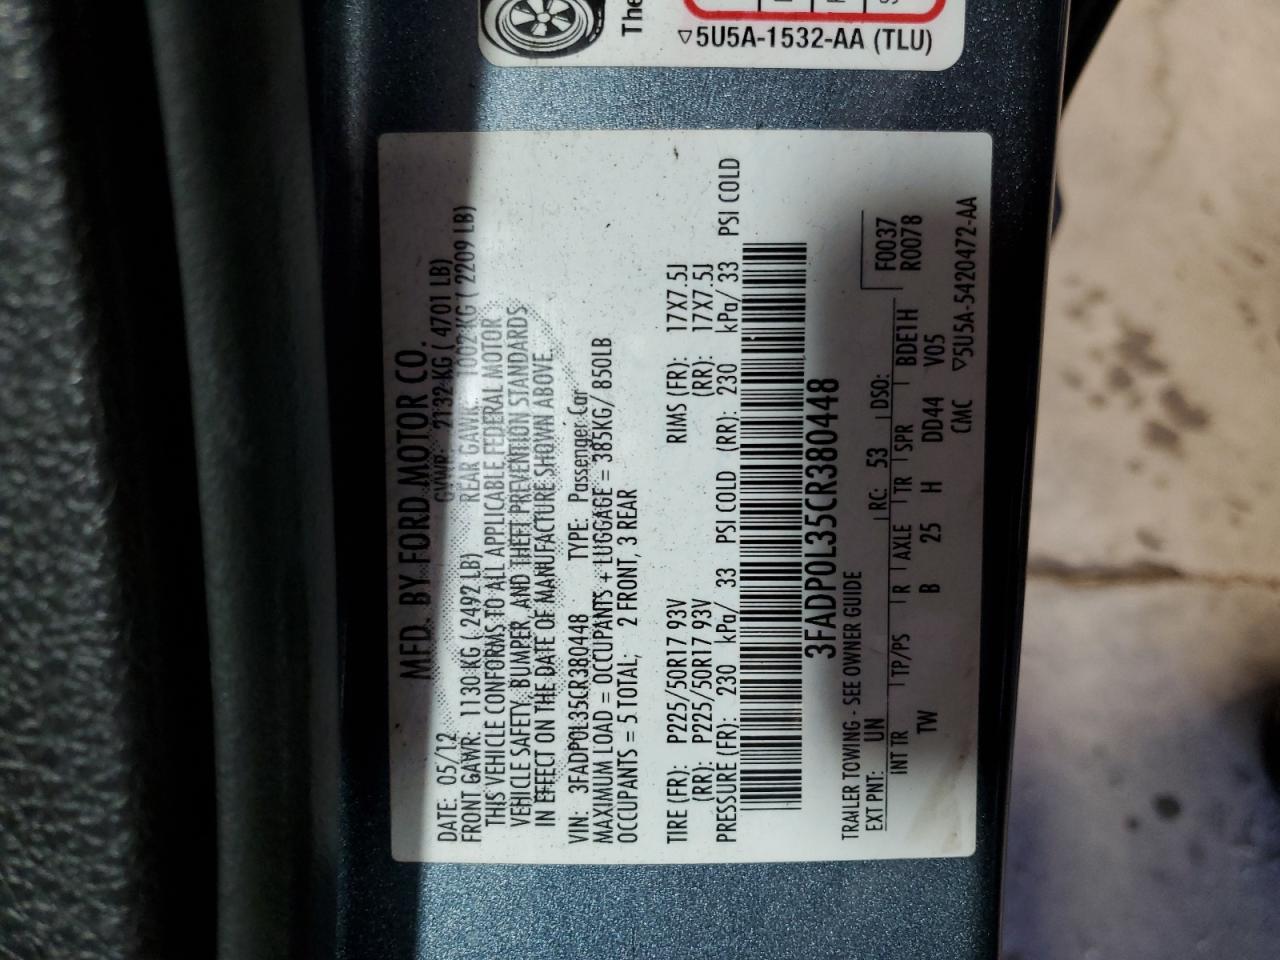 The
▽5U5A-1532-AA (TLU)
MFD. BY FORD MOTOR CO.
DATE: 05/12 GVWR: 2132 KG ( 4701 LB)
FRONT GAWR: 1130 KG ( 2492 LB) REAR GAWR: 1002 KG ( 2209 LB)
THIS VEHICLE CONFORMS TO ALL APPLICABLE FEDERAL MOTOR
VEHICLE SAFETY, BUMPER, AND THEFT PREVENTION STANDARDS
IN EFFECT ON THE DATE OF MANUFACTURE SHOWN ABOVE.
VIN: 3FADP0L35CR380448 TYPE: Passenger Car
MAXIMUM LOAD = OCCUPANTS + LUGGAGE = 385KG/ 850LB
OCCUPANTS = 5 TOTAL, 2 FRONT, 3 REAR
TIRE (FR): P225/50R17 93V RIMS (FR): 17X7.5J
(RR): P225/50R17 93V (RR): 17X7.5J
PRESSURE (FR): 230 kPa/ 33 PSI COLD (RR): 230 kPa/ 33 PSI COLD
3FADP0L35CR380448
TRAILER TOWING - SEE OWNER GUIDE
EXT PNT: UN RC: 53 DSO: F0037
INT TR TP/PS R AXLE TR SPR BDE1H R0078
TW B 25 H DD44 V05
CMC ▽5U5A-5420472-AA